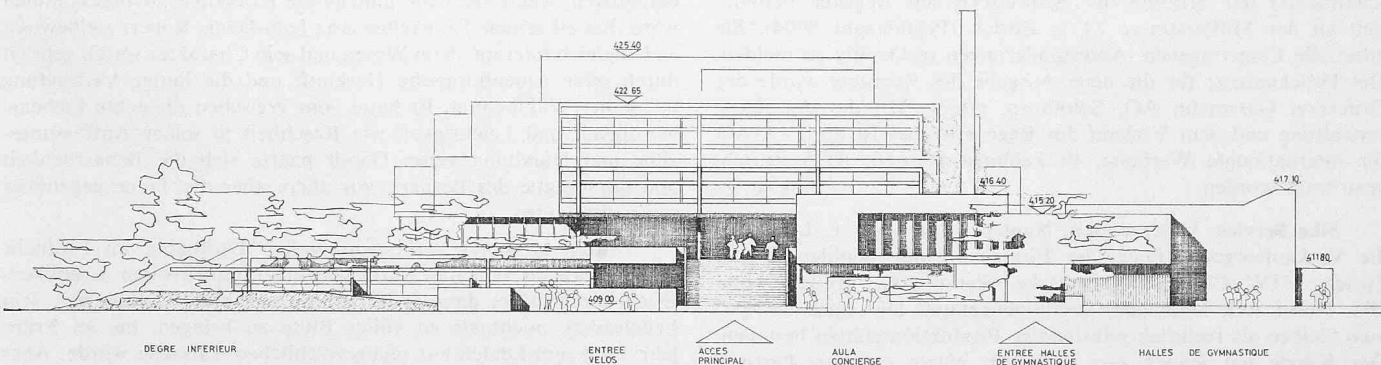 425.40
422 65
416.40
415.20
417.10
411.80
409.00
DEGRE INFERIEUR
ENTREE
VELOS
ACCES
PRINCIPAL
AULA
CONCIERGE
ENTRÉE HALLES
DE GYMNASTIQUE
HALLES DE GYMNASTIQUE